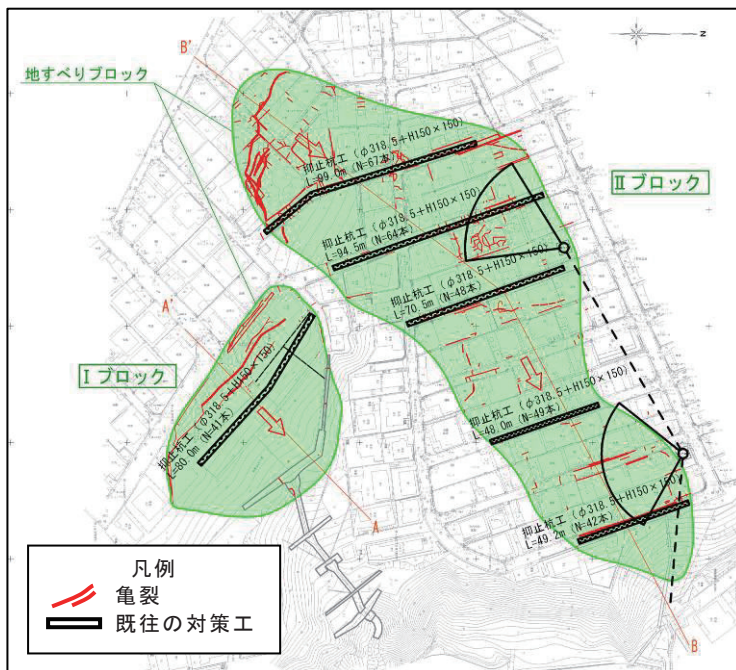 B'
z
地すべりブロック
抑止杭工(φ318.5+H150×150)
L=99.0m (N=67本)
Ⅱブロック
抑止杭工(φ318.5+H150×150)
L=94.5m (N=64本)
抑止杭工(φ318.5+H150×150)
L=70.5m (N=48本)
A'
Ⅰブロック
抑止杭工(φ318.5+H150×150)
L=80.0m (N=41本)
抑止杭工(φ318.5+H150×150)
L=48.0m (N=49本)
抑止杭工(φ318.5+H150×150)
L=49.2m (N=42本)
A
B
凡例
亀裂
既往の対策工